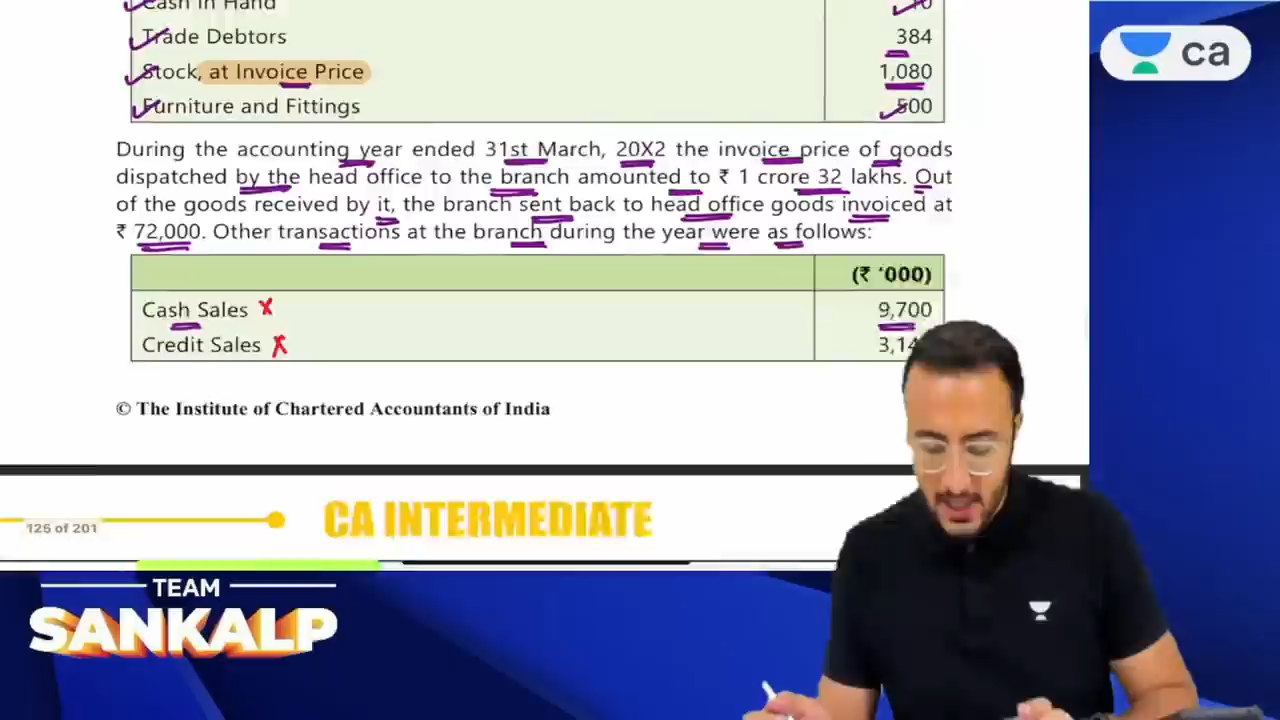 Cash in Hand 10
Trade Debtors 384
Stock, at Invoice Price 1,080
Furniture and Fittings 500
During the accounting year ended 31st March, 20X2 the invoice price of goods
dispatched by the head office to the branch amounted to ₹ 1 crore 32 lakhs. Out
of the goods received by it, the branch sent back to head office goods invoiced at
₹ 72,000. Other transactions at the branch during the year were as follows:
(₹ ‘000)
Cash Sales 9,700
Credit Sales
© The Institute of Chartered Accountants of India
125 of 201
CA INTERMEDIATE
TEAM
SANKALP
ca